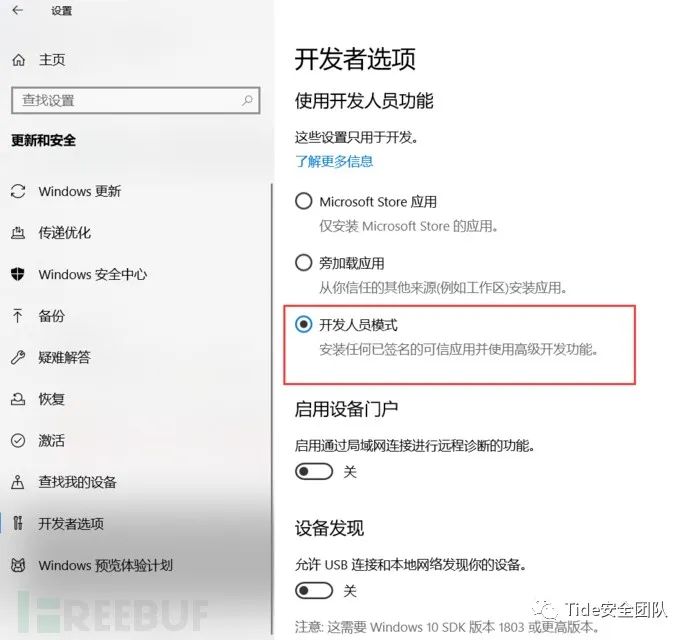 设置
主页
查找设置
更新和安全
Windows 更新
传递优化
Windows 安全中心
备份
疑难解答
恢复
激活
查找我的设备
开发者选项
Windows 预览体验计划
开发者选项
使用开发人员功能
这些设置只用于开发。
了解更多信息
Microsoft Store 应用
仅安装 Microsoft Store 的应用。
旁加载应用
从你信任的其他来源(例如工作区)安装应用。
开发人员模式
安装任何已签名的可信应用并使用高级开发功能。
启用设备门户
启用通过局域网连接进行远程诊断的功能。
关
设备发现
允许 USB 连接和本地网络发现你的设备。
关
注意: 这需要 Windows 10 SDK 版本 1803 或更高版本。
FREEBUF
Tide安全团队